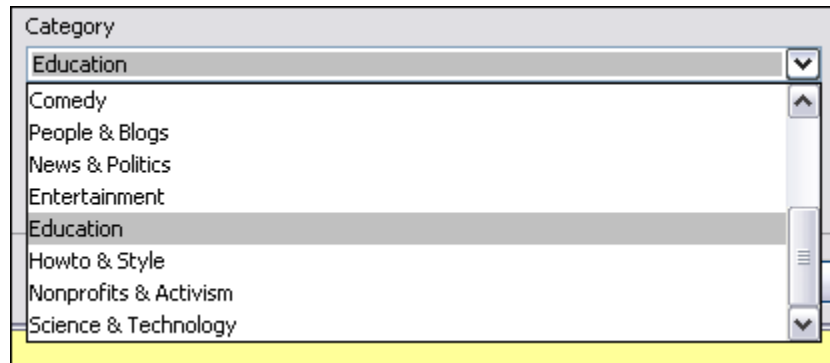 Category
Education
Comedy
People & Blogs
News & Politics
Entertainment
Education
Howto & Style
Nonprofits & Activism
Science & Technology